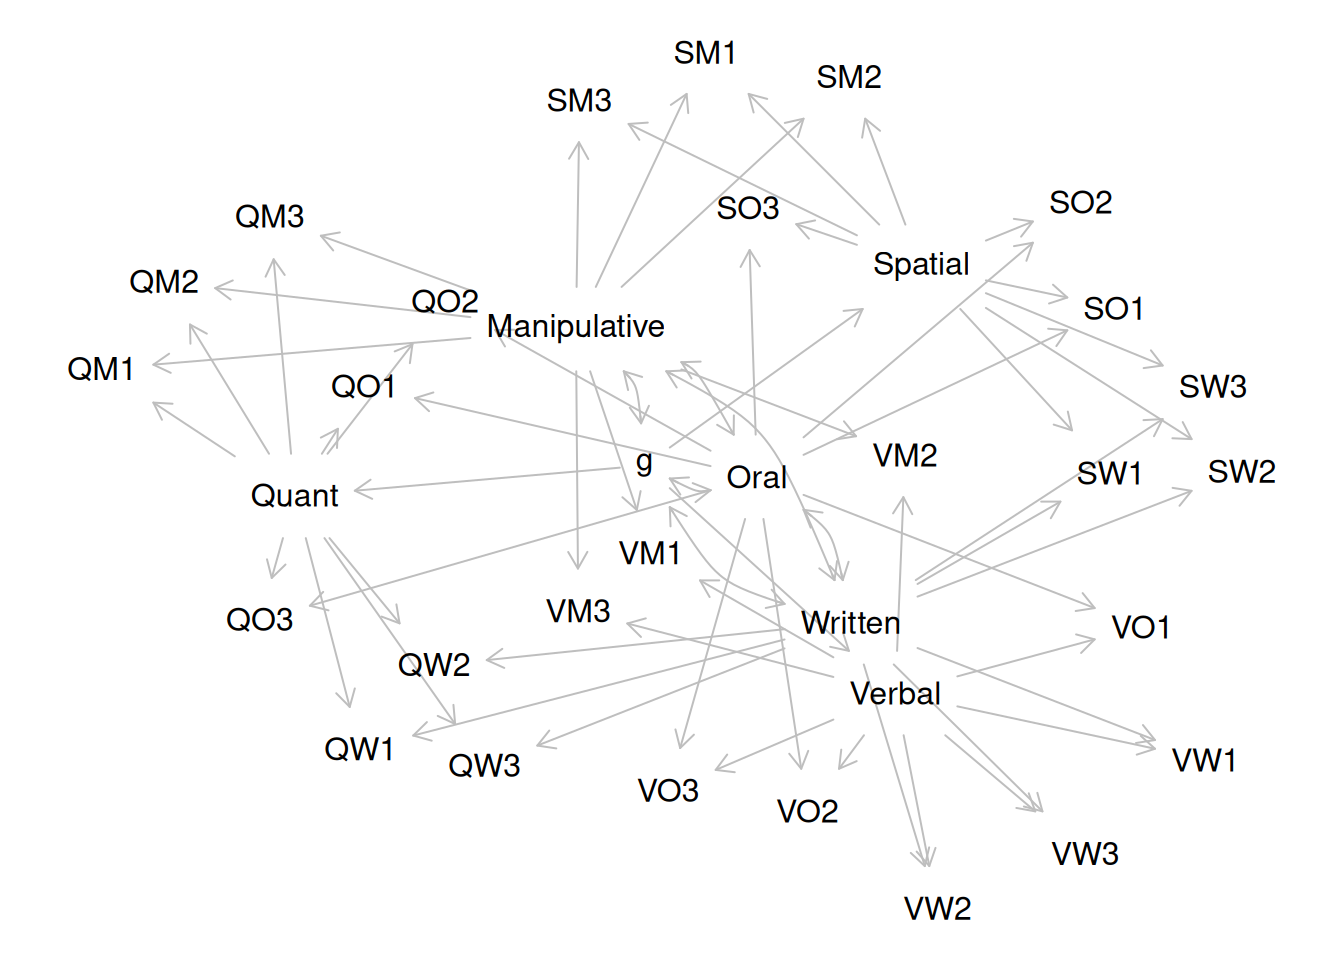 SM1
SM2
SM3
SO2
SO3
QM3
Spatial
QM2
QO2
SO1
Manipulative
QM1
QO1
SW3
VM2
g
SW1
SW2
Oral
Quant
VM1
VM3
QO3
Written
VO1
QW2
Verbal
QW1
VW1
QW3
VO3
VO2
VW3
VW2